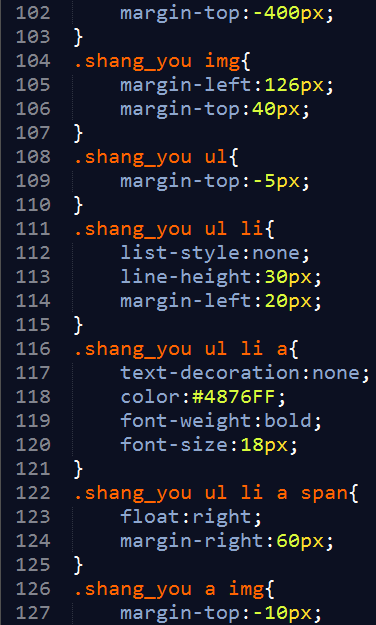 102 margin-top:-400px;
103 }
104 .shang_you img{
105 margin-left:126px;
106 margin-top:40px;
107 }
108 .shang_you ul{
109 margin-top:-5px;
110 }
111 .shang_you ul li{
112 list-style:none;
113 line-height:30px;
114 margin-left:20px;
115 }
116 .shang_you ul li a{
117 text-decoration:none;
118 color:#4876FF;
119 font-weight:bold;
120 font-size:18px;
121 }
122 .shang_you ul li a span{
123 float:right;
124 margin-right:60px;
125 }
126 .shang_you a img{
127 margin-top:-10px;